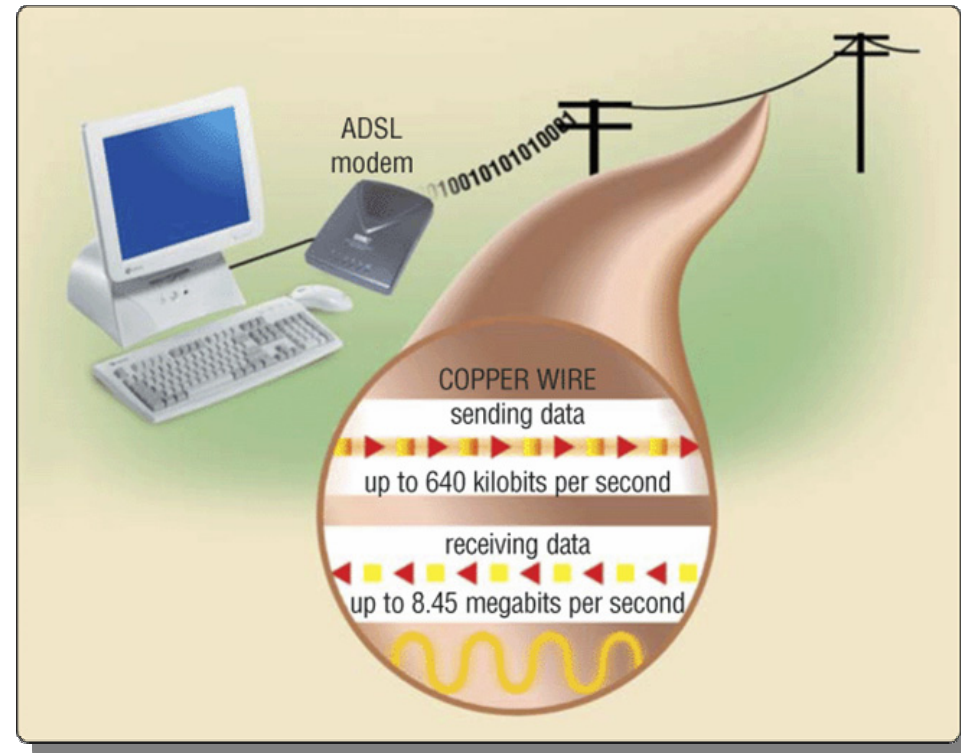 ADSL
modem
10010101010001
COPPER WIRE
sending data
up to 640 kilobits per second
receiving data
up to 8.45 megabits per second